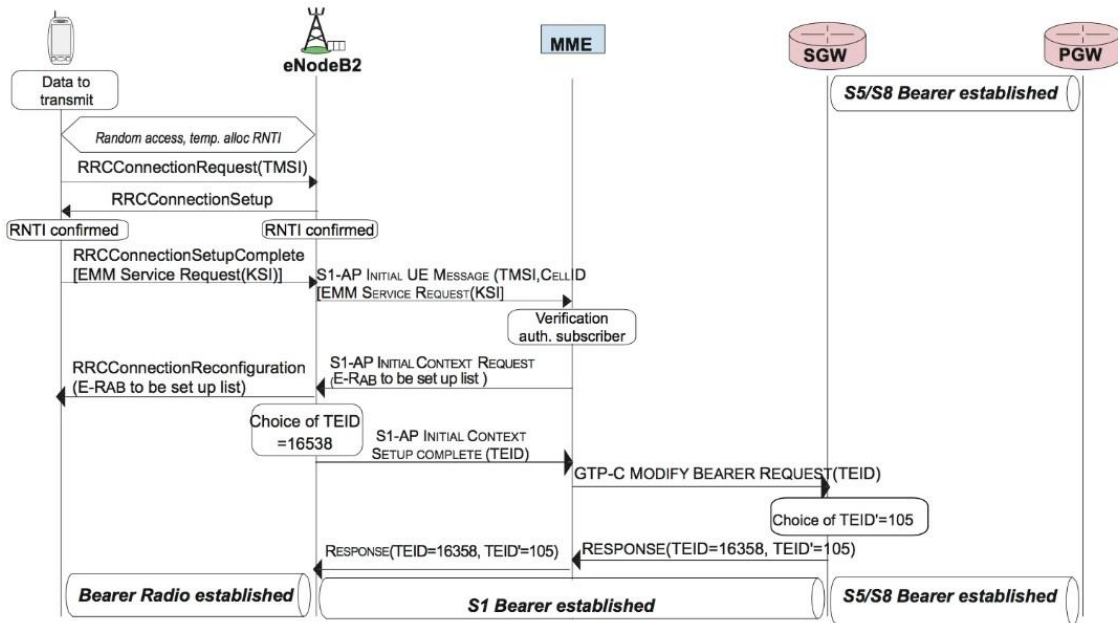 MME
SGW
PGW
eNodeB2
Data to
transmit
S5/S8 Bearer established
Random access, temp. alloc RNTI
RRCConnectionRequest(TMSI)
RRCConnectionSetup
RNTI confirmed
RNTI confirmed
RRCConnectionSetupComplete
[EMM Service Request(KSI)]
S1-AP INITIAL UE MESSAGE (TMSI,CELLID
[EMM SERVICE REQUEST(KSI]
Verification
auth. subscriber
RRCConnectionReconfiguration
(E-RAB to be set up list)
S1-AP INITIAL CONTEXT REQUEST
(E-RAB to be set up list )
Choice of TEID
=16538
S1-AP INITIAL CONTEXT
SETUP COMPLETE (TEID)
GTP-C MODIFY BEARER REQUEST(TEID)
Choice of TEID'=105
RESPONSE(TEID=16358, TEID'=105)
RESPONSE(TEID=16358, TEID'=105)
Bearer Radio established
S1 Bearer established
S5/S8 Bearer established